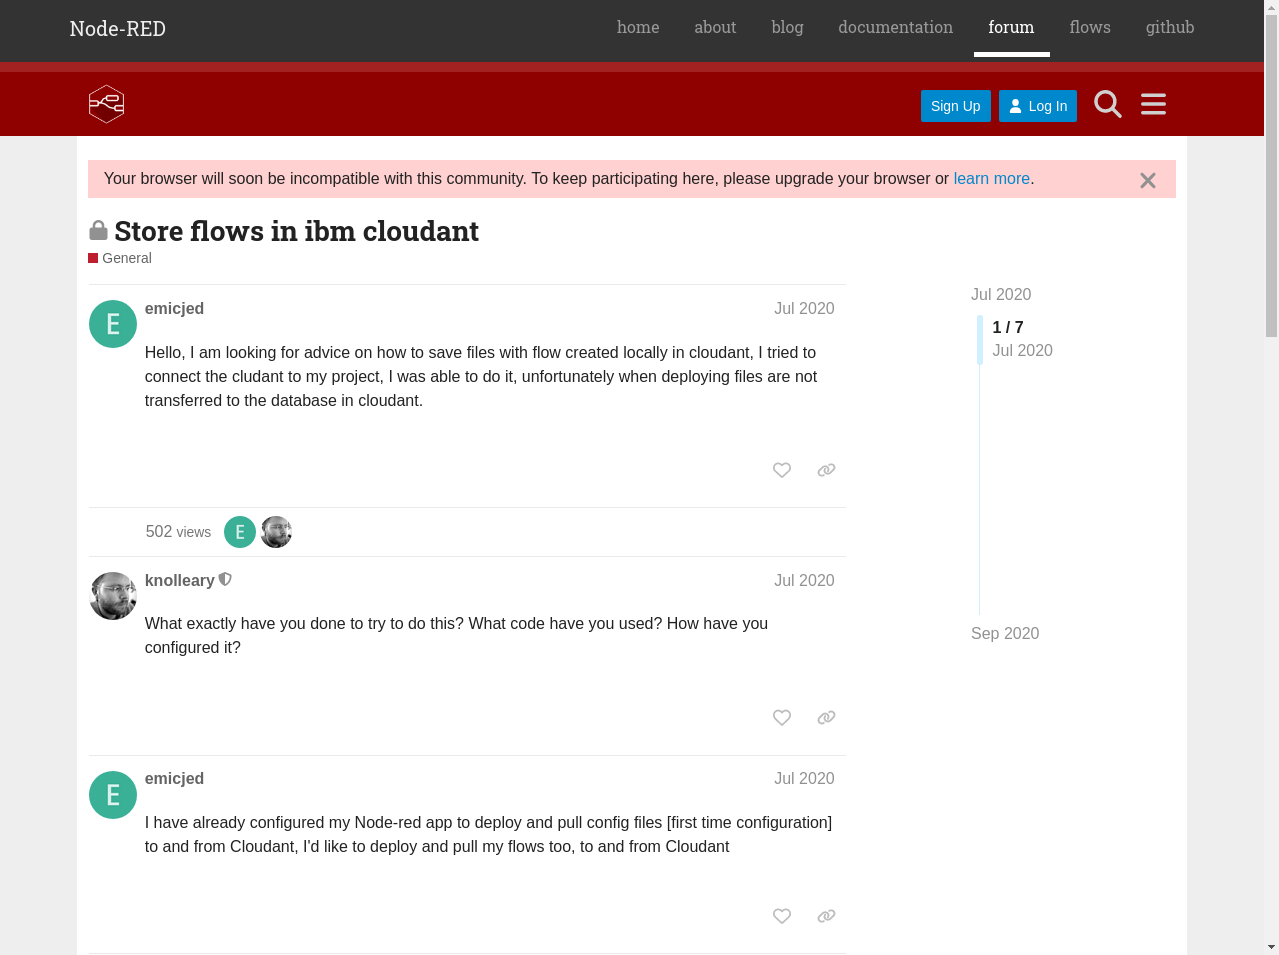 Node-RED
home about blog documentation forum flows github
Sign Up Log In
Your browser will soon be incompatible with this community. To keep participating here, please upgrade your browser or learn more.
Store flows in ibm cloudant
General
emicjed Jul 2020
Hello, I am looking for advice on how to save files with flow created locally in cloudant, I tried to
connect the cludant to my project, I was able to do it, unfortunately when deploying files are not
transferred to the database in cloudant.
Jul 2020
1 / 7
Jul 2020
Sep 2020
E
502 views E
knolleary Jul 2020
What exactly have you done to try to do this? What code have you used? How have you
configured it?
E
emicjed Jul 2020
I have already configured my Node-red app to deploy and pull config files [first time configuration]
to and from Cloudant, I'd like to deploy and pull my flows too, to and from Cloudant